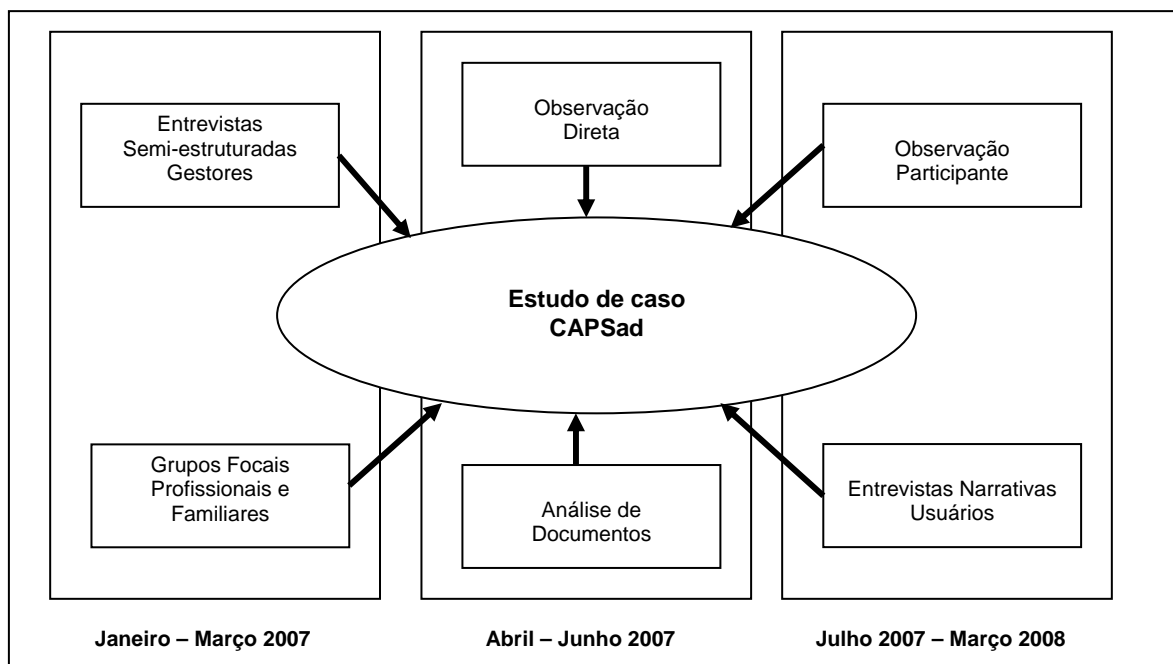 Entrevistas
Semi-estruturadas
Gestores
Observação
Direta
Observação
Participante
Estudo de caso
CAPSad
Grupos Focais
Profissionais e
Familiares
Análise de
Documentos
Entrevistas Narrativas
Usuários
Janeiro – Março 2007
Abril – Junho 2007
Julho 2007 – Março 2008